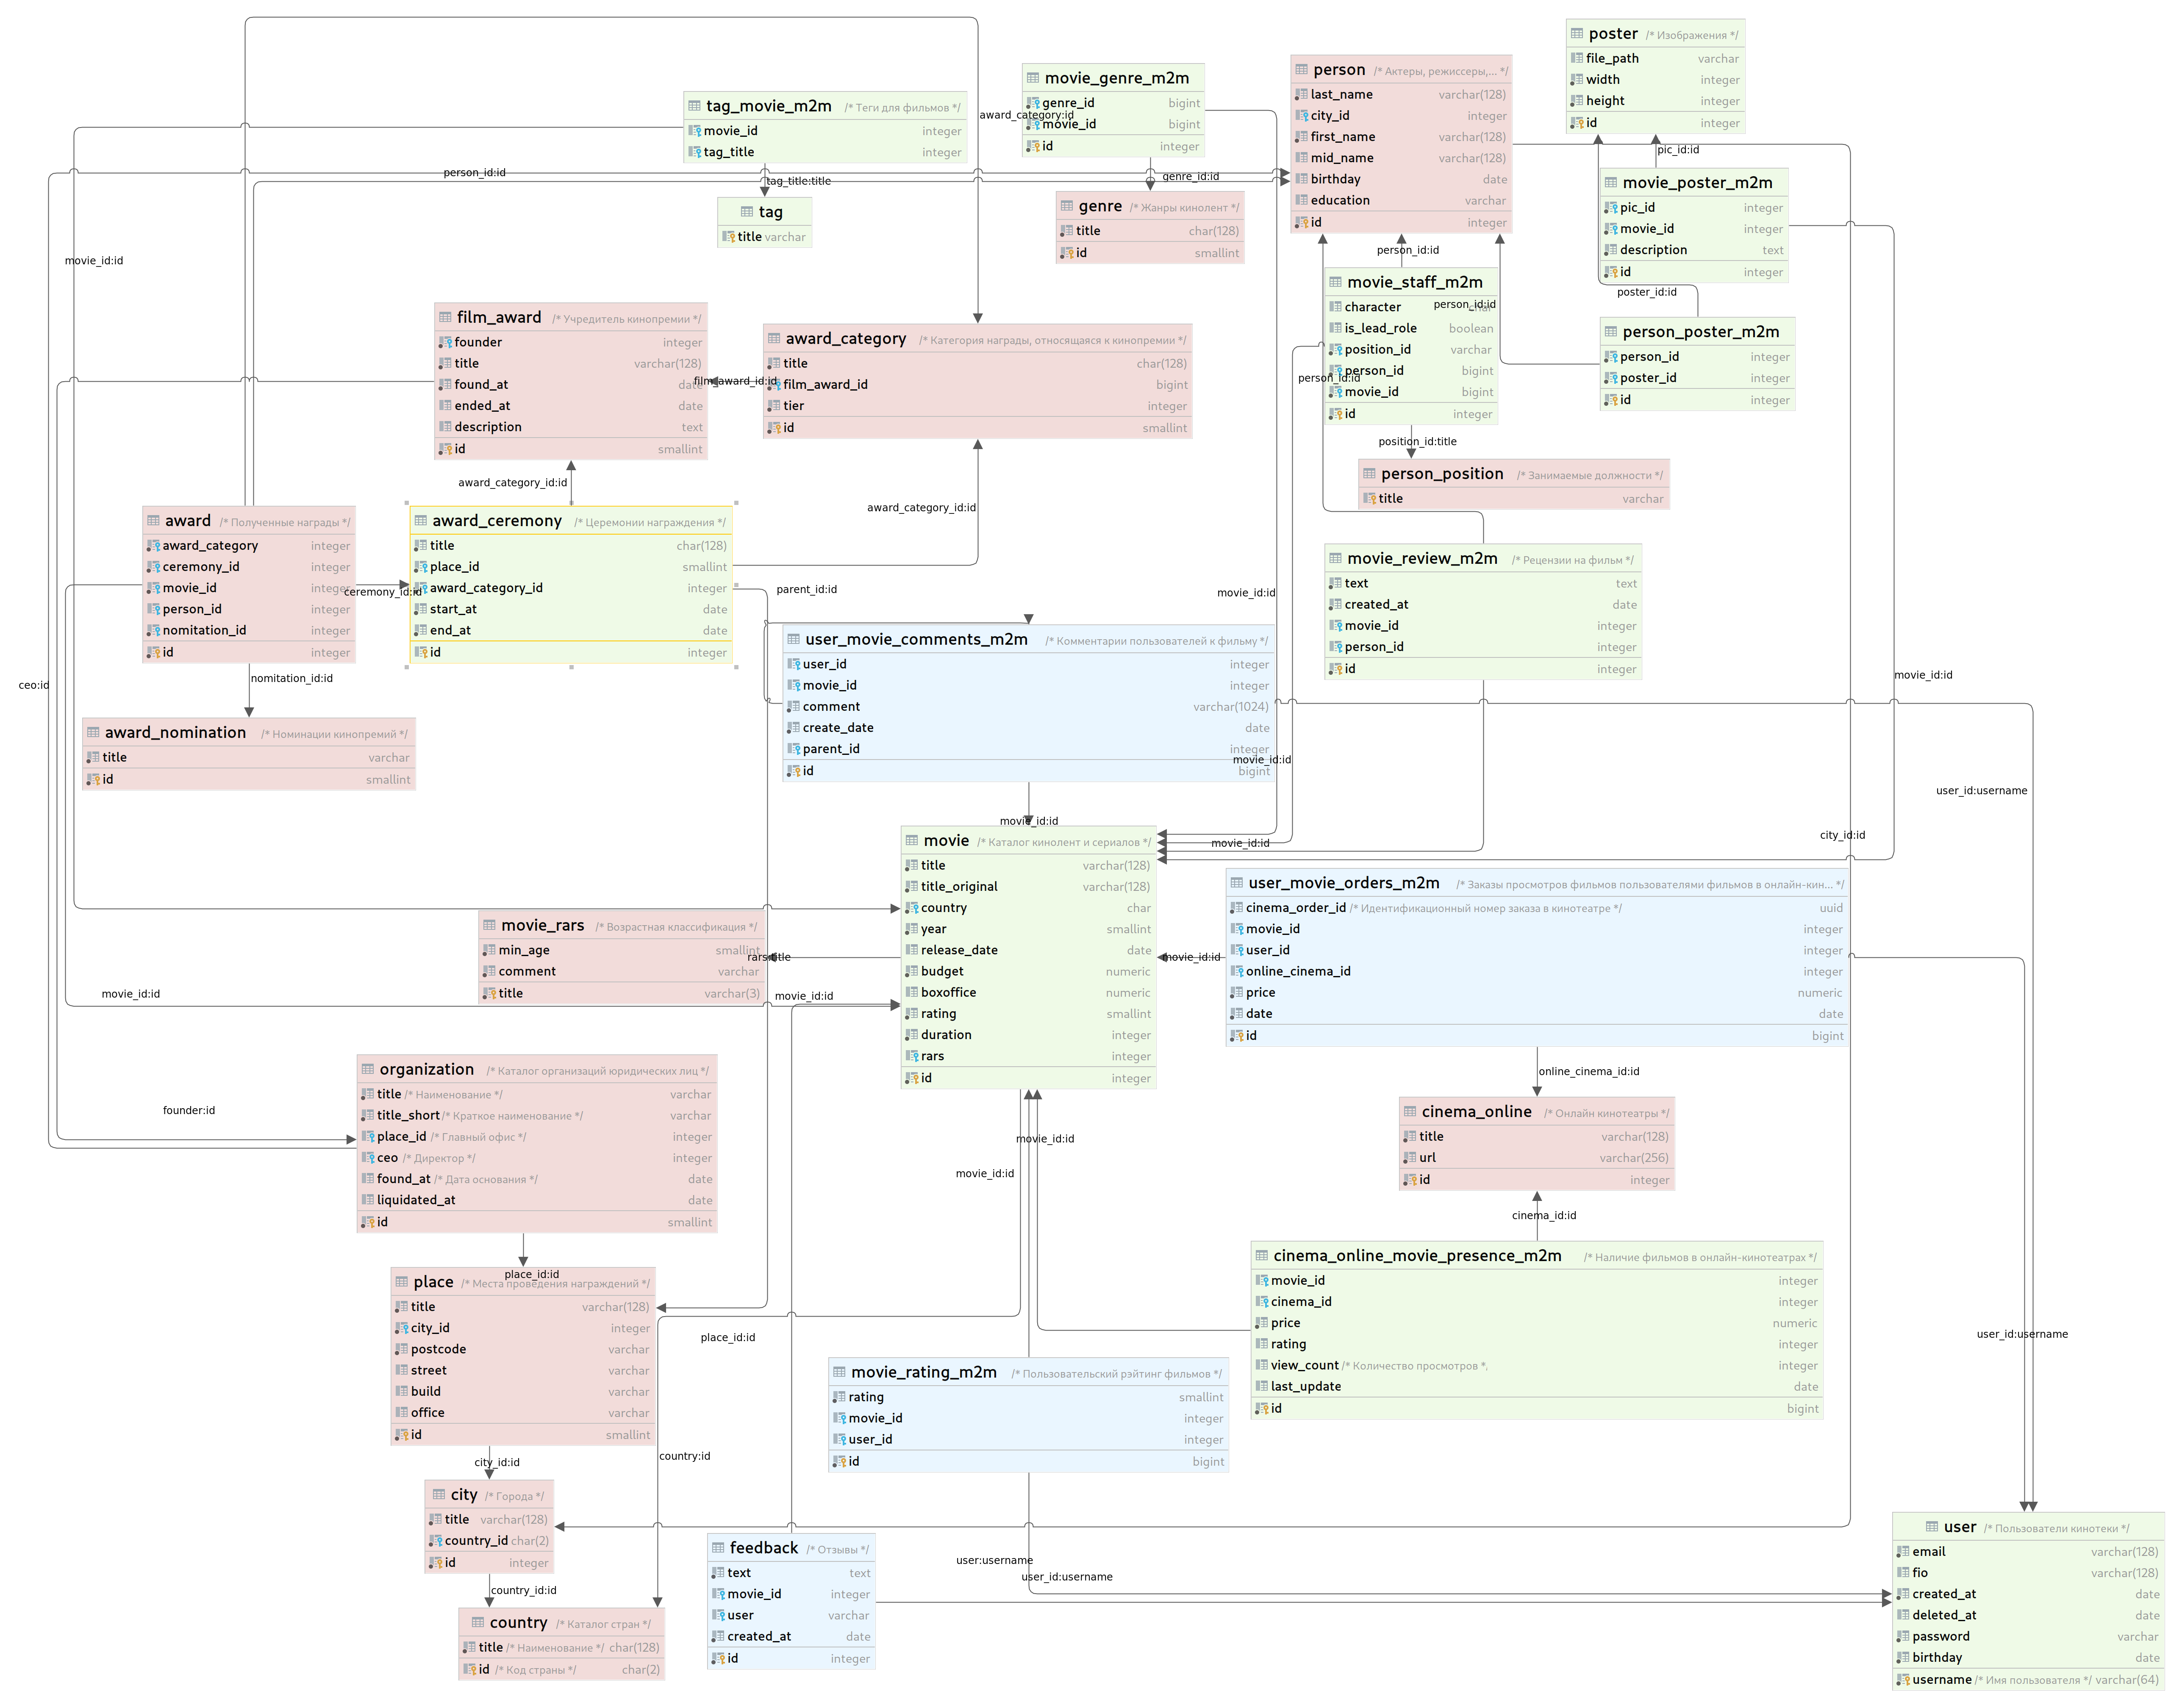 poster /* Изображения */
file_path varchar
width integer
height integer
id integer
person /* Актеры, режиссеры,... */
last_name varchar(128)
city_id integer
first_name varchar(128)
mid_name varchar(128)
birthday date
education varchar
id integer
movie_genre_m2m
genre_id bigint
movie_id bigint
id integer
award_category:id
tag_movie_m2m /* Теги для фильмов */
movie_id integer
tag_title integer
pic_id:id
person_id:id
tag_title:title
genre_id:id
movie_poster_m2m
pic_id integer
movie_id integer
description text
id integer
tag
title varchar
genre /* Жанры кинолент */
title char(128)
id smallint
movie_id:id
person_id:id
movie_staff_m2m
character char
is_lead_role boolean
position_id varchar
person_id bigint
movie_id bigint
id integer
person_id:id
person_id:id
poster_id:id
person_poster_m2m
person_id integer
poster_id integer
id integer
film_award /* Учредитель кинопремии */
founder integer
title varchar(128)
found_at date
ended_at date
description text
id smallint
film_award_id:id
award_category /* Категория награды, относящаяся к кинопремии */
title char(128)
film_award_id bigint
tier integer
id smallint
position_id:title
person_position /* Занимаемые должности */
title varchar
award_category_id:id
award_category_id:id
award /* Полученные награды */
award_category integer
ceremony_id integer
movie_id integer
person_id integer
nomitation_id integer
id integer
ceremony_id:id
award_ceremony /* Церемонии награждения */
title char(128)
place_id smallint
award_category_id integer
start_at date
end_at date
id integer
parent_id:id
movie_id:id
movie_review_m2m /* Рецензии на фильм */
text text
created_at date
movie_id integer
person_id integer
id integer
user_movie_comments_m2m /* Комментарии пользователей к фильму */
user_id integer
movie_id integer
comment varchar(1024)
create_date date
parent_id integer
id bigint
nomitation_id:id
ceo:id
movie_id:id
award_nomination /* Номинации кинопремий */
title varchar
id smallint
movie_id:id
user_id:username
movie_id:id
movie_id:id
city_id:id
movie /* Каталог кинолент и сериалов */
title varchar(128)
title_original varchar(128)
country char
year smallint
release_date date
budget numeric
boxoffice numeric
rating smallint
duration integer
rars integer
id integer
user_movie_orders_m2m /* Заказы просмотров фильмов пользователями фильмов в онлайн-кин... */
cinema_order_id /* Идентификационный номер заказа в кинотеатре */ uuid
movie_id integer
user_id integer
online_cinema_id integer
price numeric
date date
id bigint
movie_rars /* Возрастная классификация */
min_age smallint
comment varchar
title varchar(3)
rars:title
movie_id:id
movie_id:id
movie_id:id
organization /* Каталог организаций юридических лиц */
title /* Наименование */ varchar
title_short /* Краткое наименование */ varchar
place_id /* Главный офис */ integer
ceo /* Директор */ integer
found_at /* Дата основания */ date
liquidated_at date
id smallint
founder:id
online_cinema_id:id
cinema_online /* Онлайн кинотеатры */
title varchar(128)
url varchar(256)
id integer
movie_id:id
movie_id:id
cinema_id:id
cinema_online_movie_presence_m2m /* Наличие фильмов в онлайн-кинотеатрах */
movie_id integer
cinema_id integer
price numeric
rating integer
view_count /* Количество просмотров *,  integer
last_update date
id bigint
place_id:id
place /* Места проведения награждений */
title varchar(128)
city_id integer
postcode varchar
street varchar
build varchar
office varchar
id smallint
place_id:id
user_id:username
movie_rating_m2m /* Пользовательский рэйтинг фильмов */
rating smallint
movie_id integer
user_id integer
id bigint
country:id
city_id:id
city /* Города */
title varchar(128)
country_id char(2)
id integer
country_id:id
country /* Каталог стран */
title /* Наименование */ char(128)
id /* Код страны */ char(2)
feedback /* Отзывы */
text text
movie_id integer
user varchar
created_at date
id integer
user:username
user_id:username
user /* Пользователи кинотеки */
email varchar(128)
fio varchar(128)
created_at date
deleted_at date
password varchar
birthday date
username /* Имя пользователя */ varchar(64)